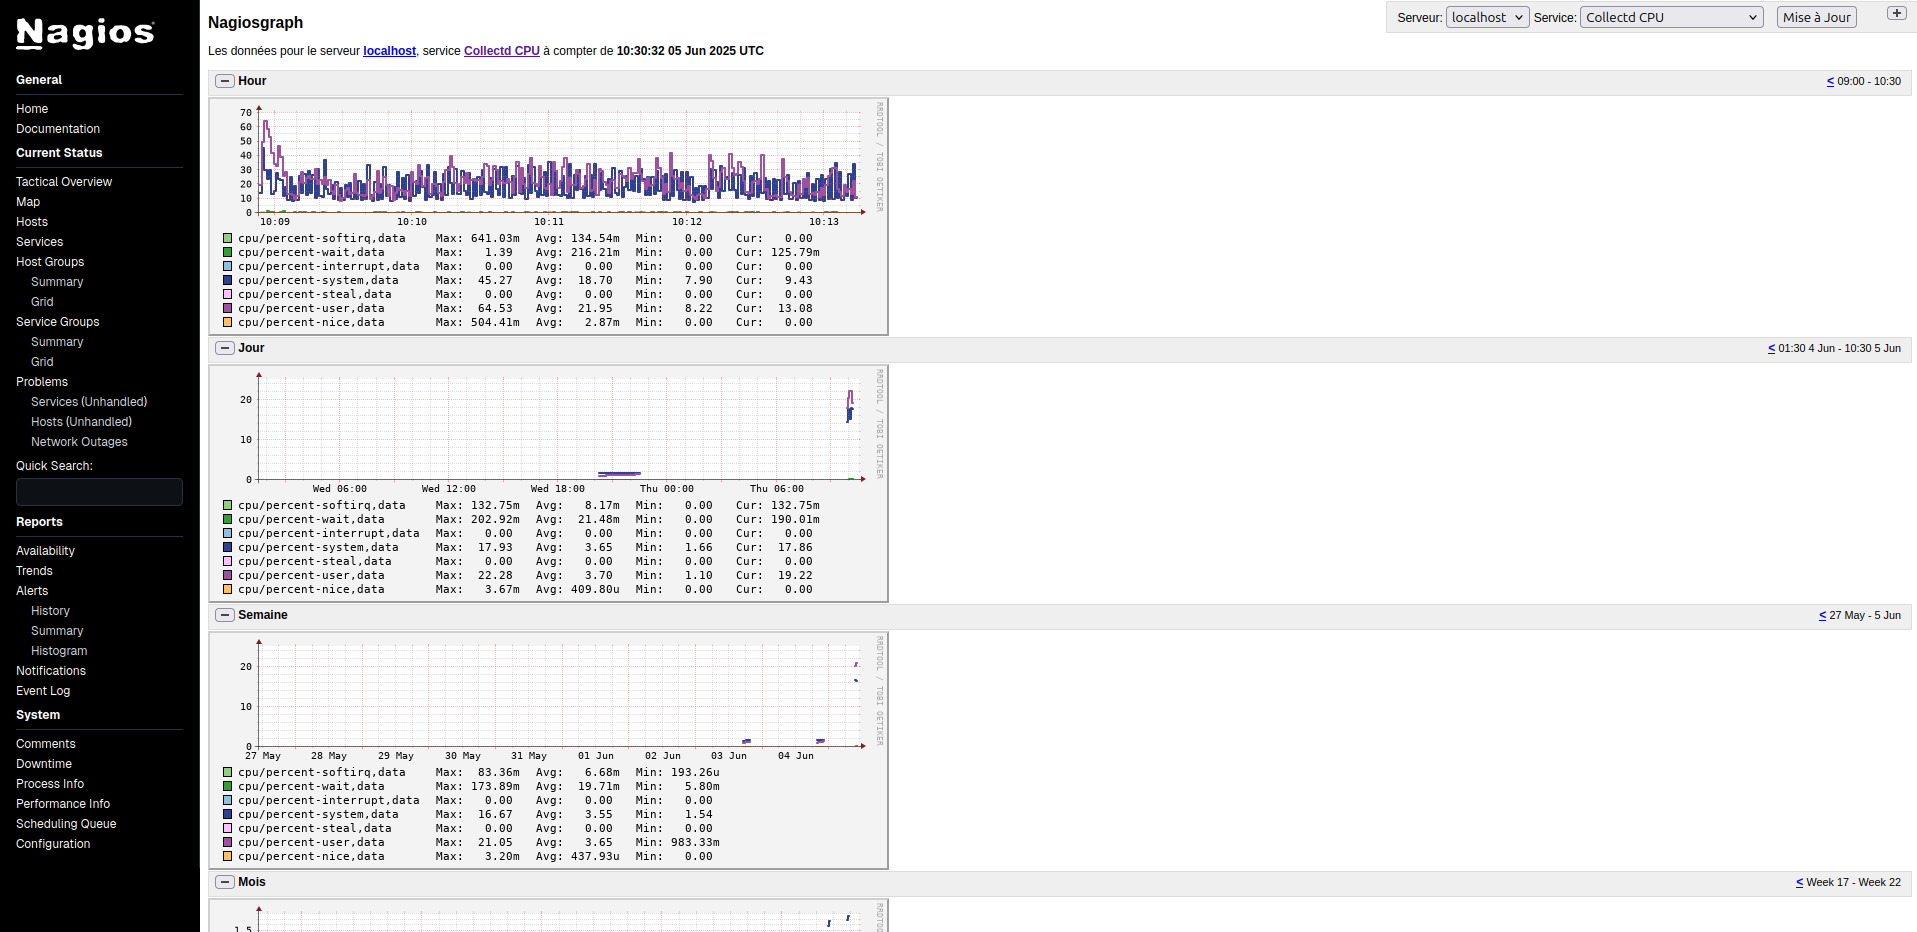 Nagios
General
Home
Documentation
Current Status
Tactical Overview
Map
Hosts
Services
Host Groups
Summary
Grid
Service Groups
Summary
Grid
Problems
Services (Unhandled)
Hosts (Unhandled)
Network Outages
Quick Search:
Reports
Availability
Trends
Alerts
History
Summary
Histogram
Notifications
Event Log
System
Comments
Downtime
Process Info
Performance Info
Scheduling Queue
Configuration
Nagiosgraph
Serveur: localhost Service: Collectd CPU Mise à Jour +
Les données pour le serveur localhost, service Collectd CPU à compter de 10:30:32 05 Jun 2025 UTC
Hour
< 09:00 - 10:30
70
60
50
40
30
20
10
0
10:09 10:10 10:11 10:12 10:13
RRDTOOL / TOBI OETIKER
cpu/percent-softirq,data Max: 641.03m Avg: 134.54m Min: 0.00 Cur: 0.00
cpu/percent-wait,data Max: 1.39 Avg: 216.21m Min: 0.00 Cur: 125.79m
cpu/percent-interrupt,data Max: 0.00 Avg: 0.00 Min: 0.00 Cur: 0.00
cpu/percent-system,data Max: 45.27 Avg: 18.70 Min: 7.90 Cur: 9.43
cpu/percent-steal,data Max: 0.00 Avg: 0.00 Min: 0.00 Cur: 0.00
cpu/percent-user,data Max: 64.53 Avg: 21.95 Min: 8.22 Cur: 13.08
cpu/percent-nice,data Max: 504.41m Avg: 2.87m Min: 0.00 Cur: 0.00
Jour
< 01:30 4 Jun - 10:30 5 Jun
20
10
0
Wed 06:00 Wed 12:00 Wed 18:00 Thu 00:00 Thu 06:00
RRDTOOL / TOBI OETIKER
cpu/percent-softirq,data Max: 132.75m Avg: 8.17m Min: 0.00 Cur: 132.75m
cpu/percent-wait,data Max: 202.92m Avg: 21.48m Min: 0.00 Cur: 190.01m
cpu/percent-interrupt,data Max: 0.00 Avg: 0.00 Min: 0.00 Cur: 0.00
cpu/percent-system,data Max: 17.93 Avg: 3.65 Min: 1.66 Cur: 17.86
cpu/percent-steal,data Max: 0.00 Avg: 0.00 Min: 0.00 Cur: 0.00
cpu/percent-user,data Max: 22.28 Avg: 3.70 Min: 1.10 Cur: 19.22
cpu/percent-nice,data Max: 3.67m Avg: 409.80u Min: 0.00 Cur: 0.00
Semaine
< 27 May - 5 Jun
20
10
0
27 May 28 May 29 May 30 May 31 May 01 Jun 02 Jun 03 Jun 04 Jun
RRDTOOL / TOBI OETIKER
cpu/percent-softirq,data Max: 83.36m Avg: 6.68m Min: 193.26u
cpu/percent-wait,data Max: 173.89m Avg: 19.71m Min: 5.80m
cpu/percent-interrupt,data Max: 0.00 Avg: 0.00 Min: 0.00
cpu/percent-system,data Max: 16.67 Avg: 3.55 Min: 1.54
cpu/percent-steal,data Max: 0.00 Avg: 0.00 Min: 0.00
cpu/percent-user,data Max: 21.05 Avg: 3.65 Min: 983.33m
cpu/percent-nice,data Max: 3.20m Avg: 437.93u Min: 0.00
Mois
< Week 17 - Week 22
1.5